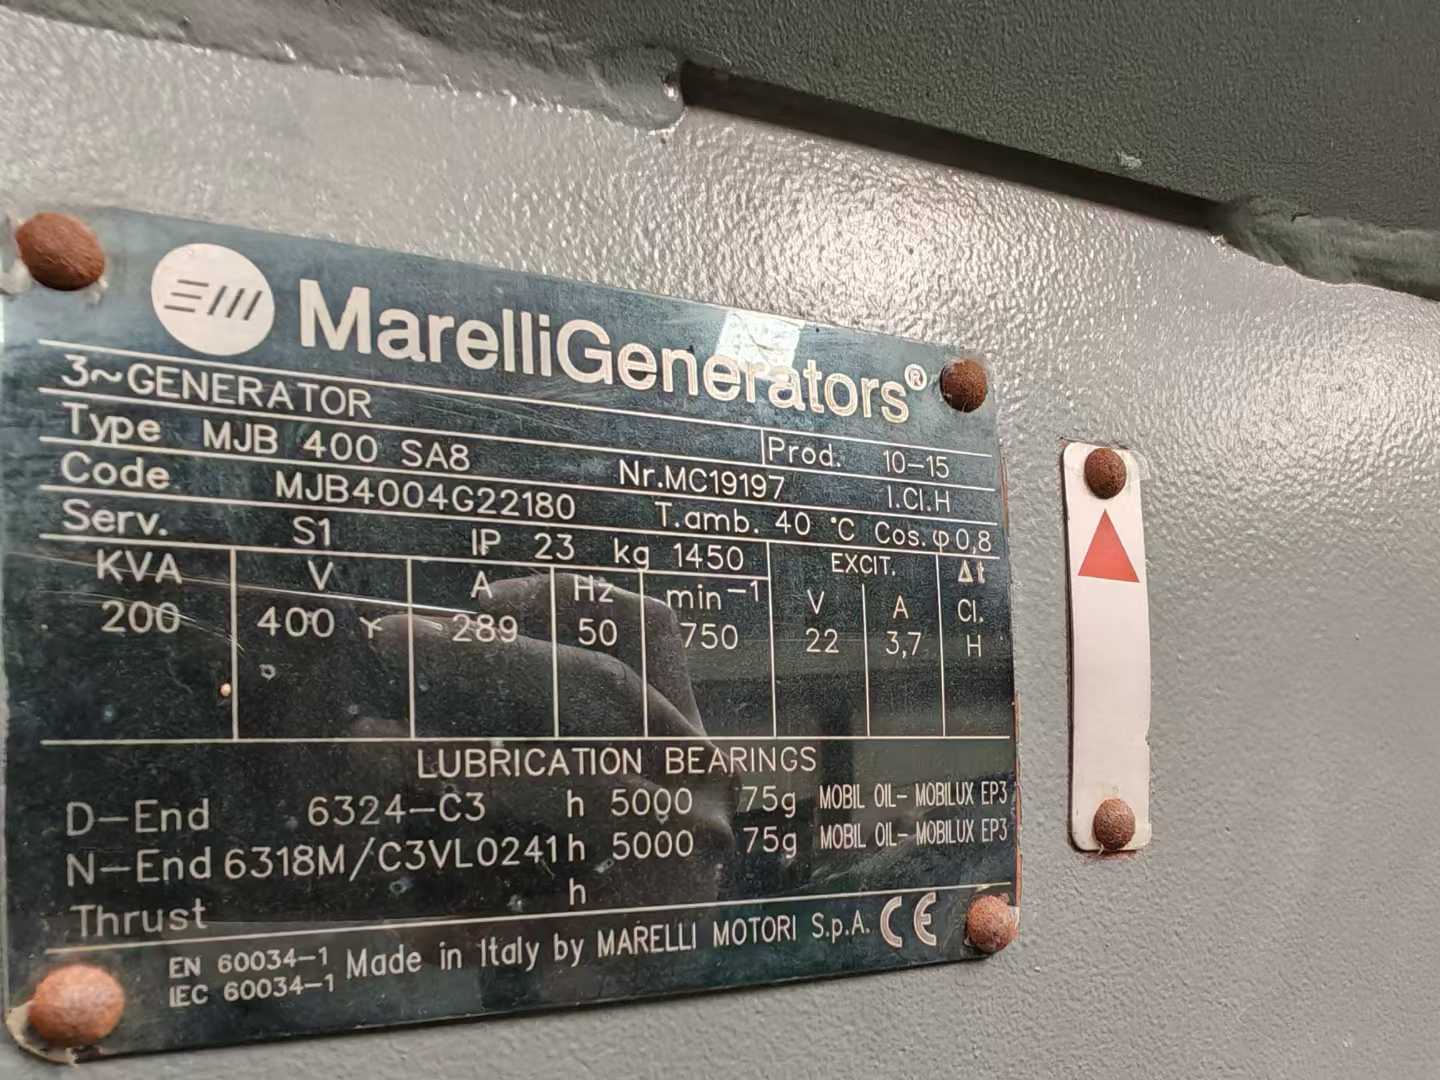 MarelliGenerators®
3~GENERATOR
Prod. 10-15
Type MJB 400 SA8 Nr.MC19197 I.Cl.H
Code MJB4004G22180 T.amb. 40 °C Cos.φ 0,8
Serv. S1 IP 23 kg 1450 EXCIT. Δt
KVA V A Hz min-1 V A Cl.
200 400 Y 289 50 750 22 3,7 H
LUBRICATION BEARINGS
D-End 6324-C3 h 5000 75g MOBIL OIL- MOBILUX EP3
N-End 6318M/C3VL0241 h 5000 75g MOBIL OIL- MOBILUX EP3
Thrust h
EN 60034-1
IEC 60034-1
Made in Italy by MARELLI MOTORI S.p.A. CE